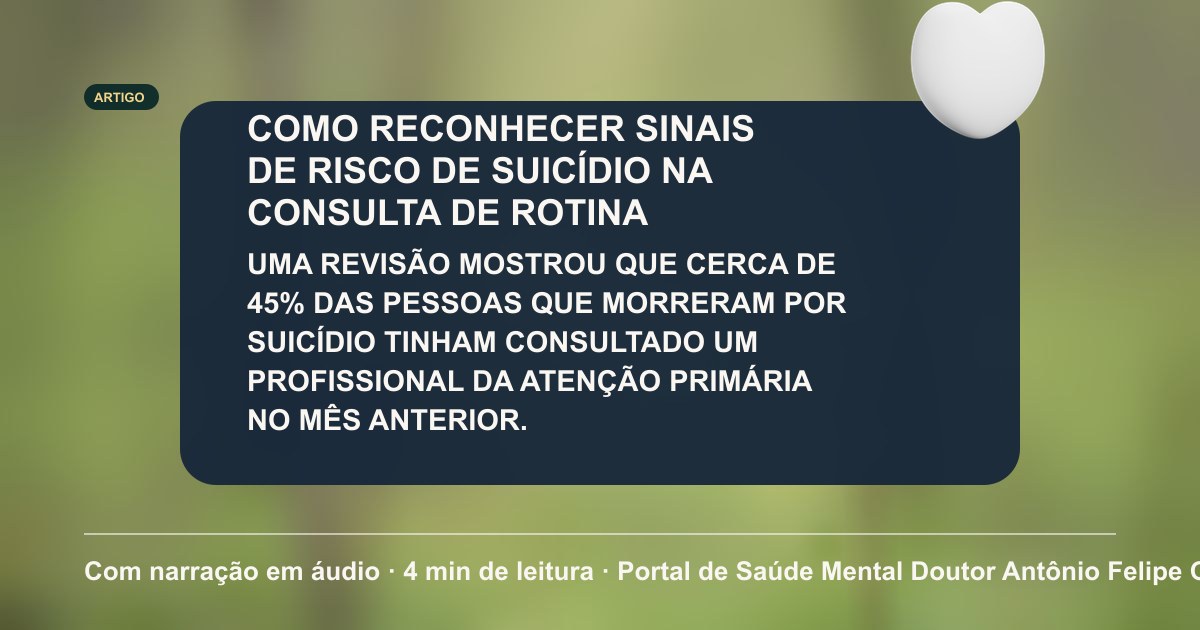 ARTIGO
COMO RECONHECER SINAIS
DE RISCO DE SUICÍDIO NA
CONSULTA DE ROTINA
UMA REVISÃO MOSTROU QUE CERCA DE
45% DAS PESSOAS QUE MORRERAM POR
SUICÍDIO TINHAM CONSULTADO UM
PROFISSIONAL DA ATENÇÃO PRIMÁRIA
NO MÊS ANTERIOR.
Com narração em áudio · 4 min de leitura · Portal de Saúde Mental Doutor Antônio Felipe